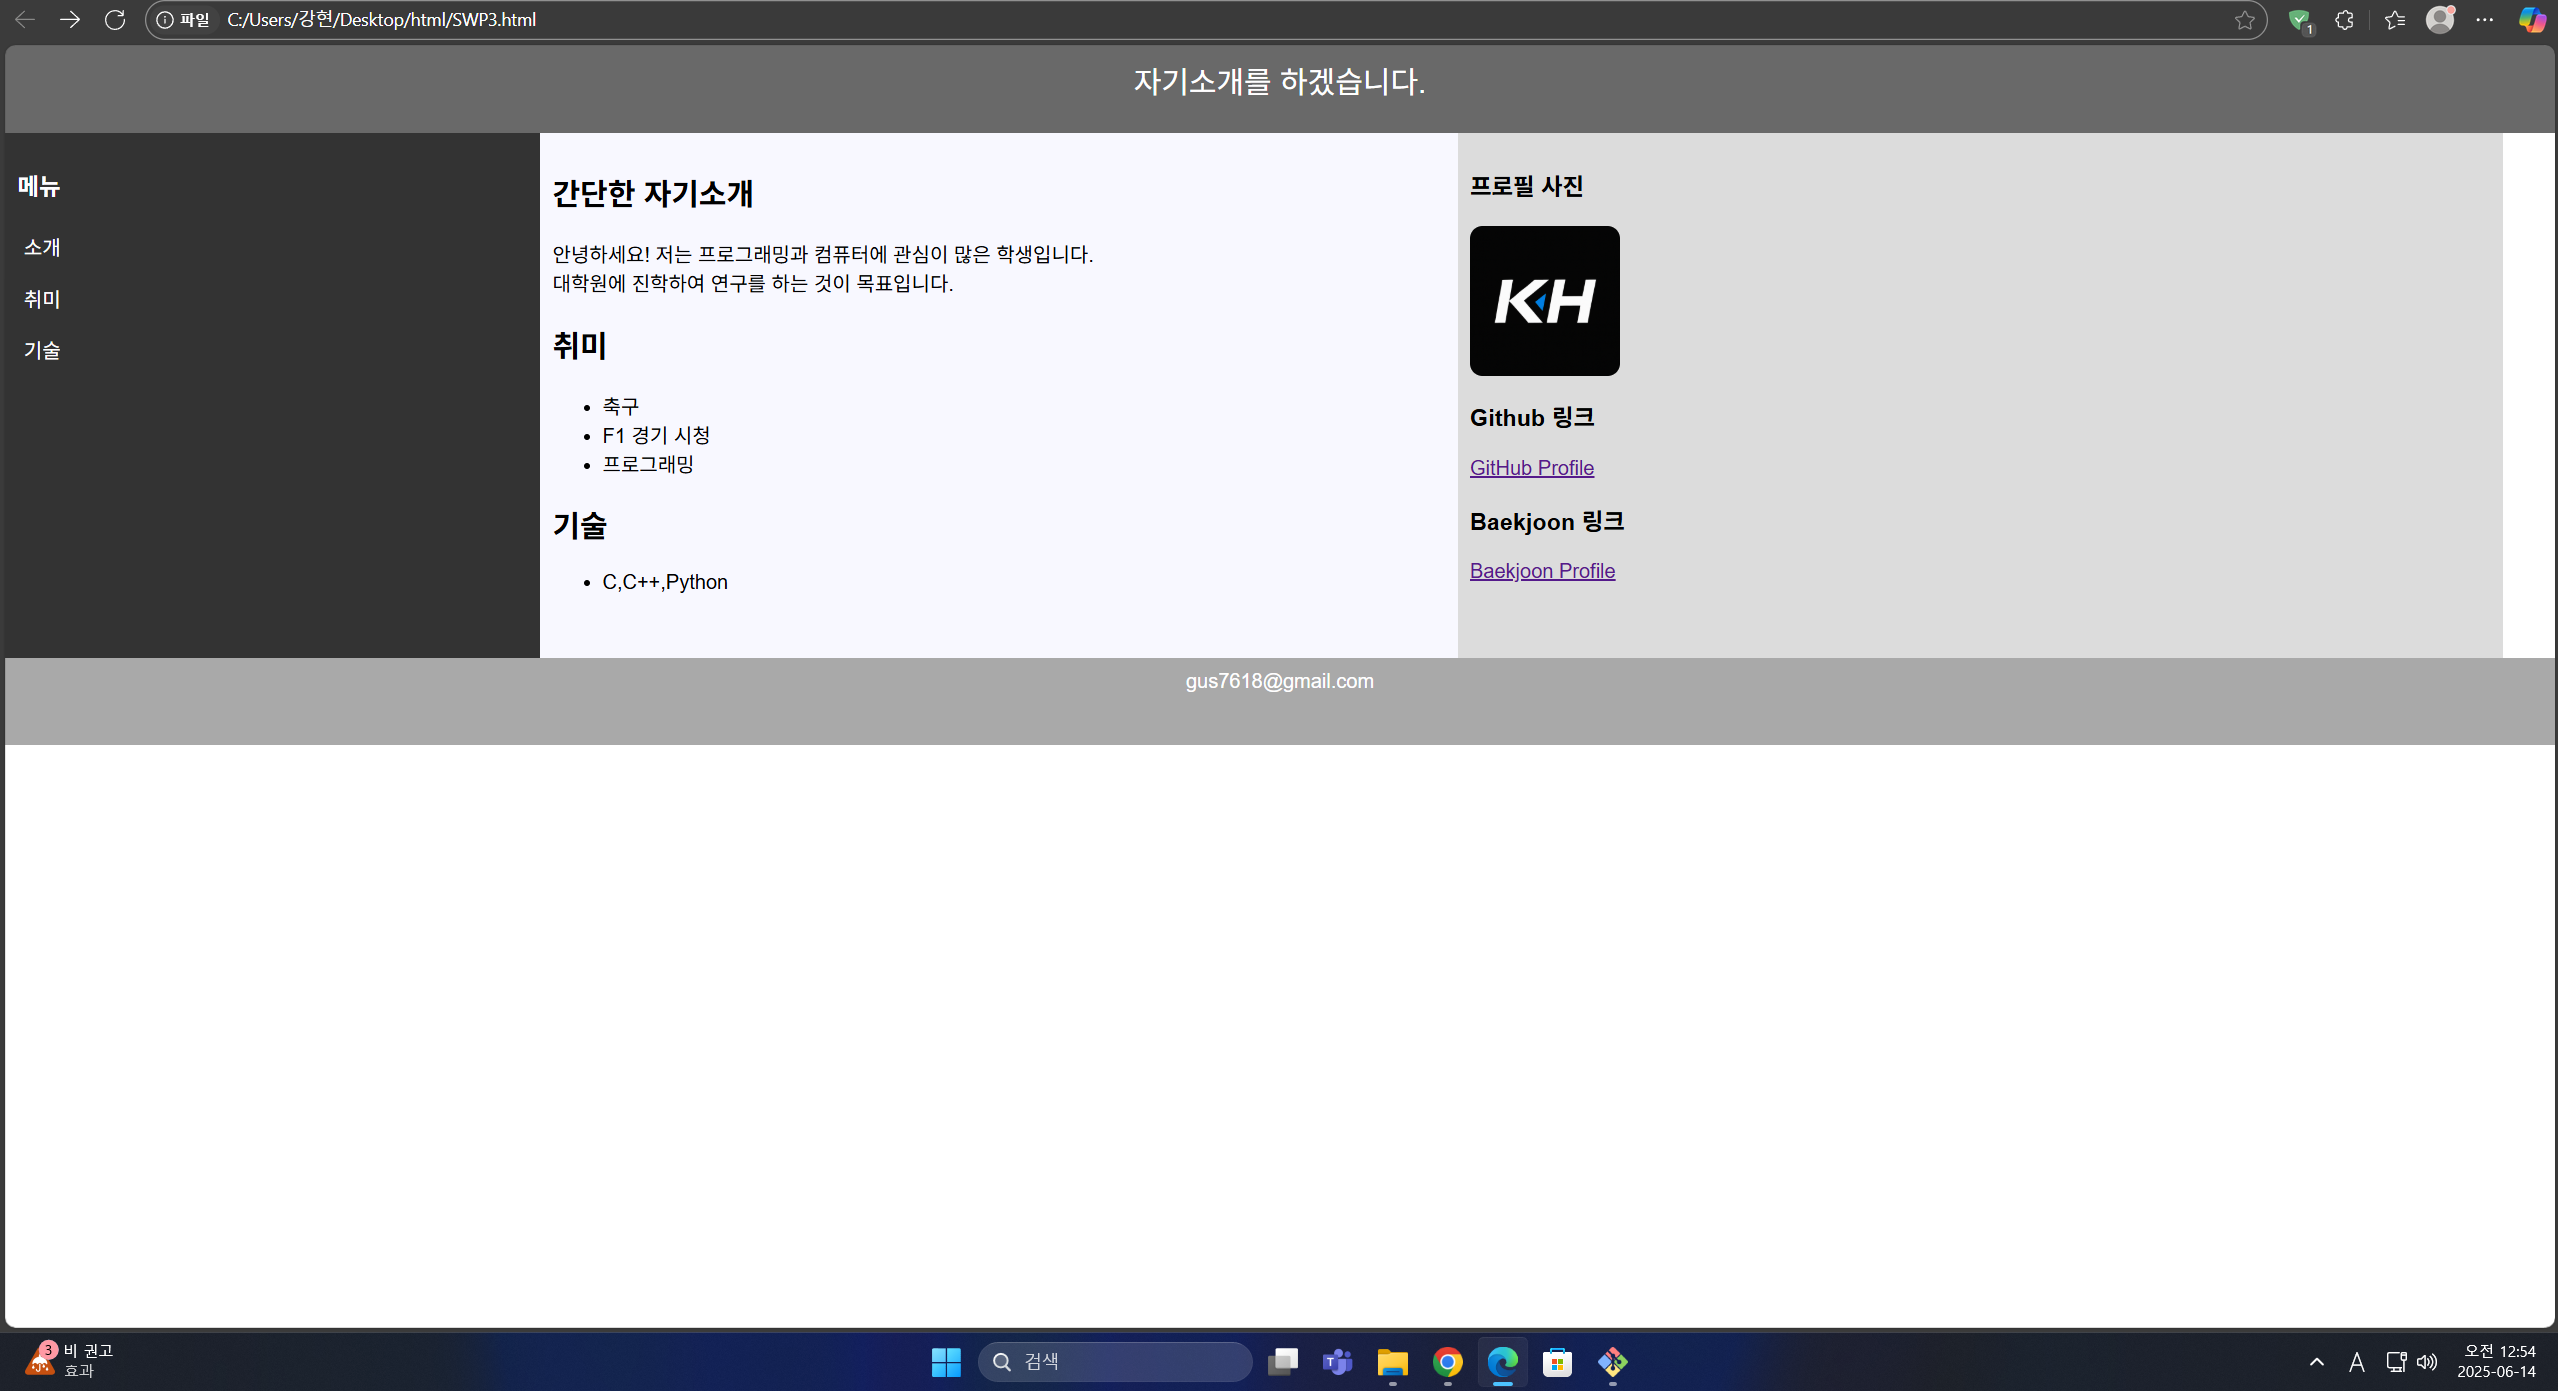 파일
C:/Users/강현/Desktop/html/SWP3.html
1
자기소개를 하겠습니다.
메뉴
소개
취미
기술
간단한 자기소개
안녕하세요! 저는 프로그래밍과 컴퓨터에 관심이 많은 학생입니다.
대학원에 진학하여 연구를 하는 것이 목표입니다.
취미
축구
F1 경기 시청
프로그래밍
기술
C,C++,Python
프로필 사진
KH
Github 링크
GitHub Profile
Baekjoon 링크
Baekjoon Profile
gus7618@gmail.com
3
비 권고
효과
검색
T
A
오전 12:54
2025-06-14